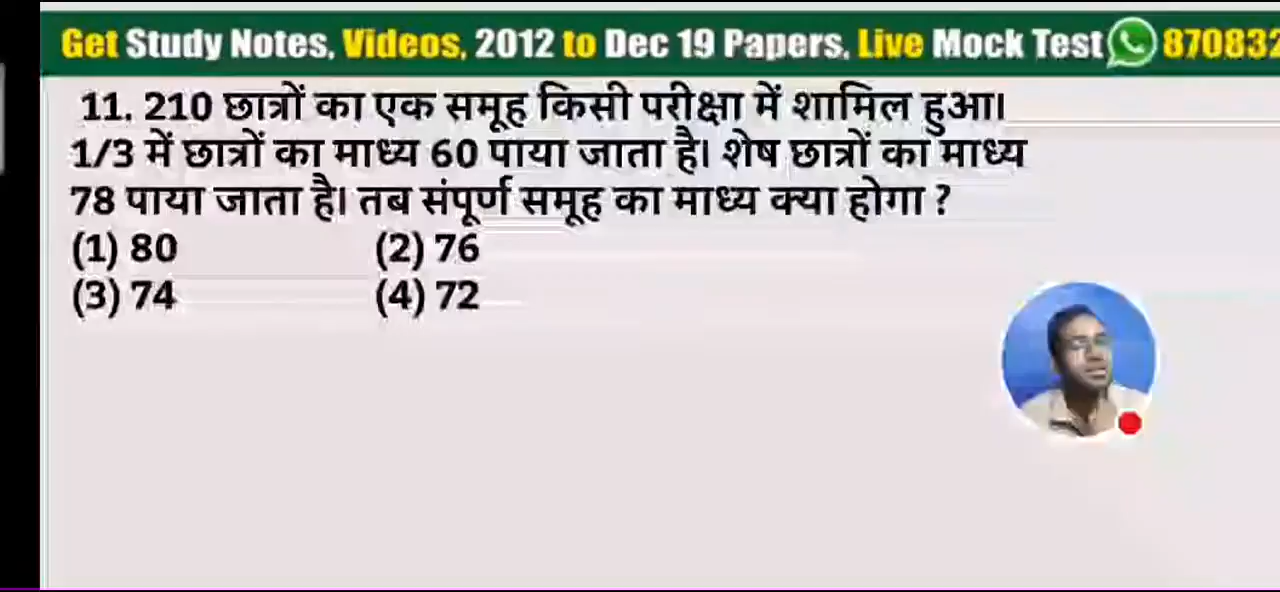 Get Study Notes, Videos, 2012 to Dec 19 Papers, Live Mock Test 870832
11. 210 छात्रों का एक समूह किसी परीक्षा में शामिल हुआ।
1/3 में छात्रों का माध्य 60 पाया जाता है। शेष छात्रों का माध्य
78 पाया जाता है। तब संपूर्ण समूह का माध्य क्या होगा ?
(1) 80 (2) 76
(3) 74 (4) 72